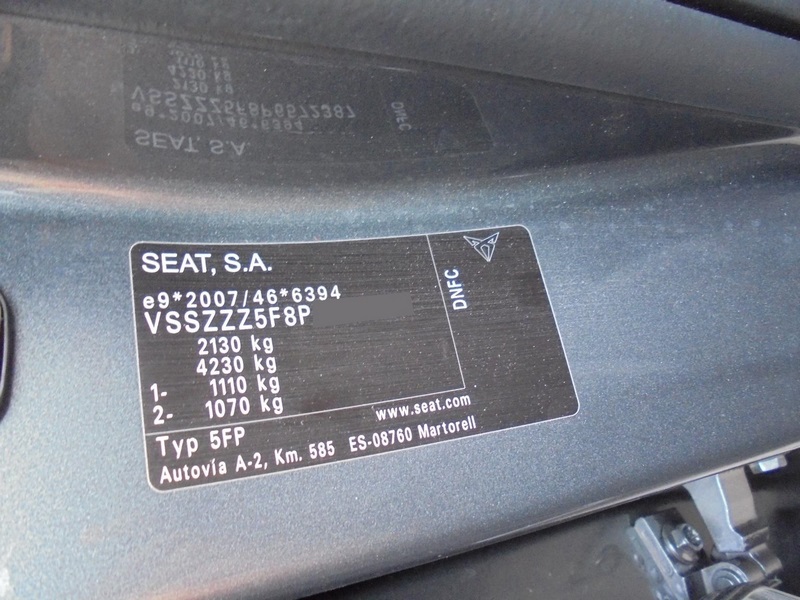 SEAT, S.A.
e9*2007/46*6394
VSSZZZ5F8P
2130 kg
4230 kg
1- 1110 kg
2- 1070 kg
DNFC
www.seat.com
Typ 5FP
Autovía A-2, Km. 585 ES-08760 Martorell